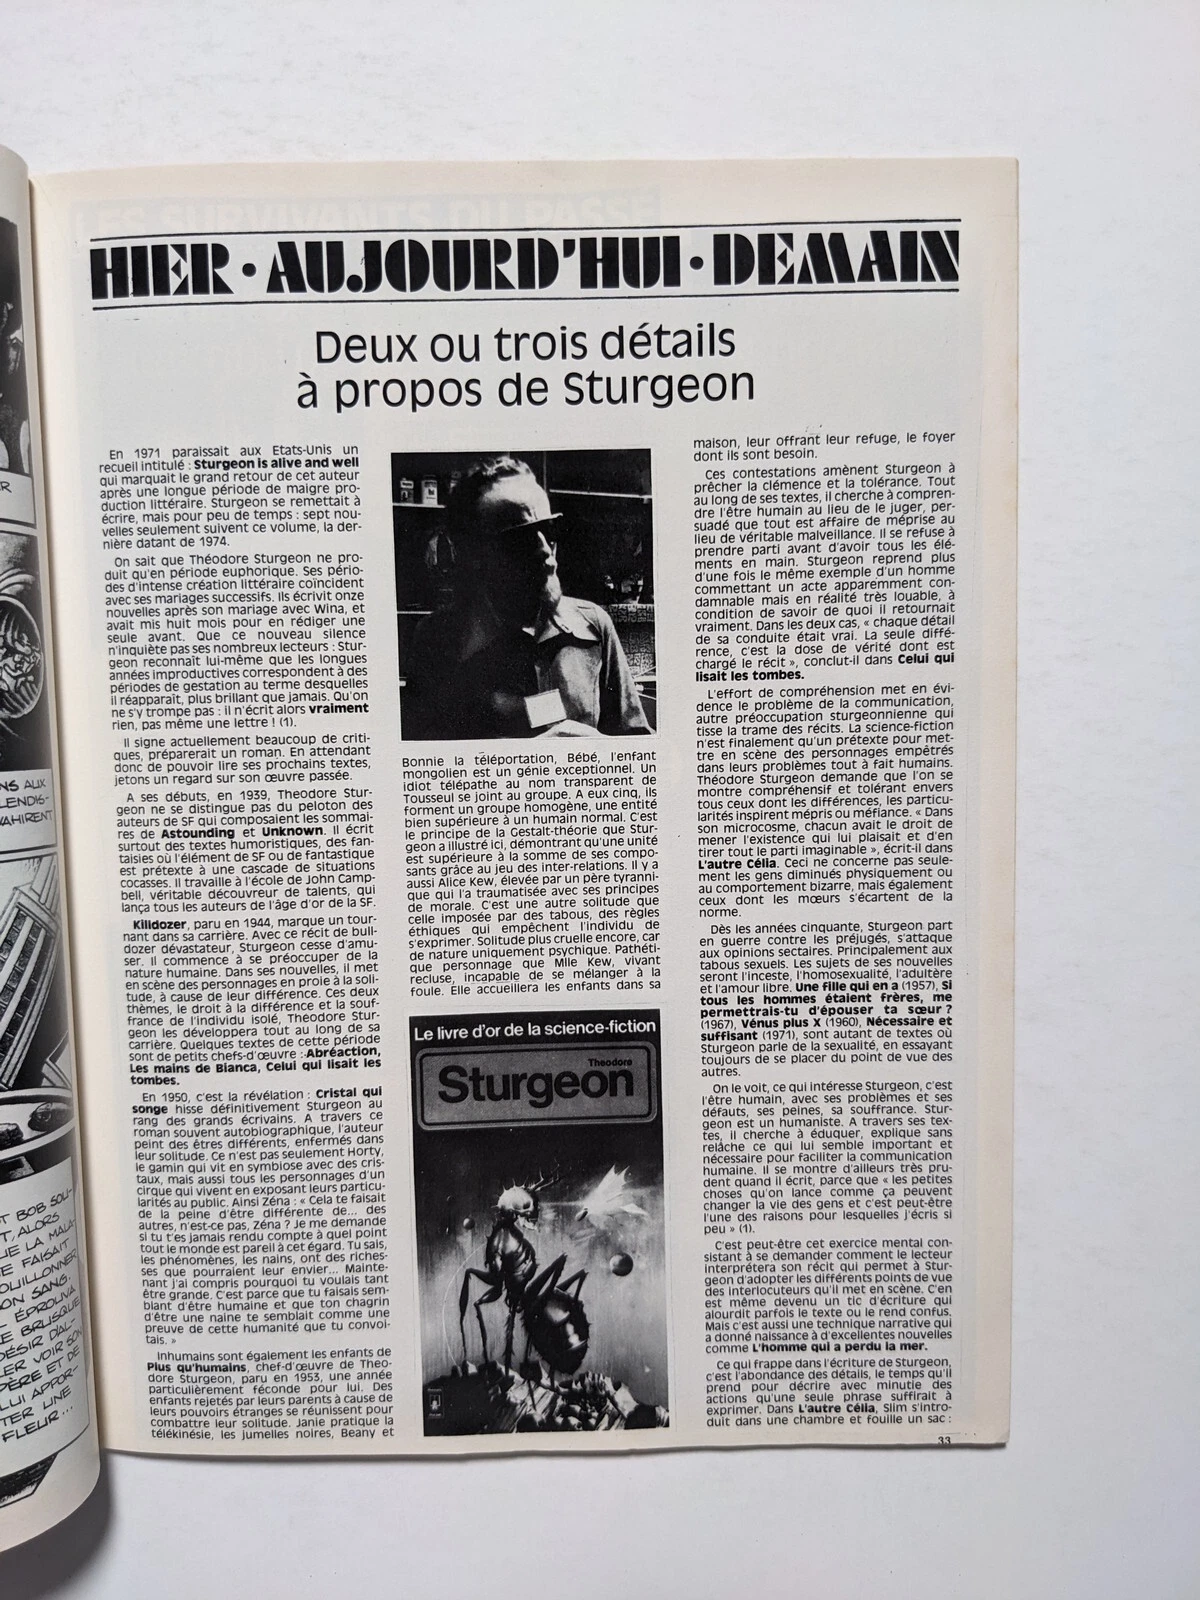 HIER · AUJOURD'HUI · DEMAIN
Deux ou trois détails
à propos de Sturgeon
En 1971 paraissait aux Etats-Unis un
recueil intitulé : Sturgeon is alive and well
qui marquait le grand retour de cet auteur
après une longue période de maigre pro-
duction littéraire. Sturgeon se remettait à
écrire, mais pour peu de temps : sept nou-
velles seulement suivent ce volume, la der-
nière datant de 1974.
On sait que Théodore Sturgeon ne pro-
duit qu'en période euphorique. Ses pério-
des d'intense création littéraire coïncident
avec ses mariages successifs. Ils écrivit onze
nouvelles après son mariage avec Wina, et
avait mis huit mois pour en rédiger une
seule avant. Que ce nouveau silence
n'inquiète pas ses nombreux lecteurs : Stur-
geon reconnaît lui-même que les longues
années improductives correspondent à des
périodes de gestation au terme desquelles
il réapparaît, plus brillant que jamais. Qu'on
ne s'y trompe pas : il n'écrit alors vraiment
rien, pas même une lettre ! (1).
Il signe actuellement beaucoup de criti-
ques, préparerait un roman. En attendant
donc de pouvoir lire ses prochains textes,
jetons un regard sur son œuvre passée.
A ses débuts, en 1939, Theodore Stur-
geon ne se distingue pas du peloton des
auteurs de SF qui composaient les sommai-
res de Astounding et Unknown. Il écrit
surtout des textes humoristiques, des fan-
taisies où l'élément de SF ou de fantastique
est prétexte à une cascade de situations
cocasses. Il travaille à l'école de John Camp-
bell, véritable découvreur de talents, qui
lança tous les auteurs de l'âge d'or de la SF.
Killdozer, paru en 1944, marque un tour-
nant dans sa carrière. Avec ce récit de bull-
dozer dévastateur, Sturgeon cesse d'amu-
ser. Il commence à se préoccuper de la
nature humaine. Dans ses nouvelles, il met
en scène des personnages en proie à la soli-
tude, à cause de leur différence. Ces deux
thèmes, le droit à la différence et la souf-
france de l'individu isolé, Theodore Stur-
geon les développera tout au long de sa
carrière. Quelques textes de cette période
sont de petits chefs-d'œuvre : Abréaction,
Les mains de Bianca, Celui qui lisait les
tombes.
En 1950, c'est la révélation : Cristal qui
songe hisse définitivement Sturgeon au
rang des grands écrivains. A travers ce
roman souvent autobiographique, l'auteur
peint des êtres différents, enfermés dans
leur solitude. Ce n'est pas seulement Horty,
le gamin qui vit en symbiose avec des cris-
taux, mais aussi tous les personnages d'un
cirque qui vivent en exposant leurs particu-
larités au public. Ainsi Zéna : « Cela te faisait
de la peine d'être différente de... des
autres, n'est-ce pas, Zéna ? Je me demande
si tu t'es jamais rendu compte à quel point
tout le monde est pareil à cet égard. Tu sais,
les phénomènes, les nains, ont des riches-
ses que pourraient leur envier... Mainte-
nant j'ai compris pourquoi tu voulais tant
être grande. C'est parce que tu faisais sem-
blant d'être humaine et que ton chagrin
d'être une naine te semblait comme une
preuve de cette humanité que tu convoi-
tais. »
Inhumains sont également les enfants de
Plus qu'humains, chef-d'œuvre de Theo-
dore Sturgeon, paru en 1953, une année
particulièrement féconde pour lui. Des
enfants rejetés par leurs parents à cause de
leurs pouvoirs étranges se réunissent pour
combattre leur solitude. Janie pratique la
télékinésie, les jumelles noires, Beany et
Bonnie la téléportation, Bébé, l'enfant
mongolien est un génie exceptionnel. Un
idiot télépathe au nom transparent de
Tousseul se joint au groupe. A eux cinq, ils
forment un groupe homogène, une entité
bien supérieure à un humain normal. C'est
le principe de la Gestalt-théorie que Stur-
geon a illustré ici, démontrant qu'une unité
est supérieure à la somme de ses compo-
sants grâce au jeu des inter-relations. Il y a
aussi Alice Kew, élevée par un père tyranni-
que qui l'a traumatisée avec ses principes
de morale. C'est une autre solitude que
celle imposée par des tabous, des règles
éthiques qui empêchent l'individu de
s'exprimer. Solitude plus cruelle encore, car
de nature uniquement psychique. Pathéti-
que personnage que Mlle Kew, vivant
recluse, incapable de se mélanger à la
foule. Elle accueillera les enfants dans sa
Le livre d'or de la science-fiction
Theodore
Sturgeon
maison, leur offrant leur refuge, le foyer
dont ils sont besoin.
Ces contestations amènent Sturgeon à
prêcher la clémence et la tolérance. Tout
au long de ses textes, il cherche à compren-
dre l'être humain au lieu de le juger, per-
suadé que tout est affaire de méprise au
lieu de véritable malveillance. Il se refuse à
prendre parti avant d'avoir tous les élé-
ments en main. Sturgeon reprend plus
d'une fois le même exemple d'un homme
commettant un acte apparemment con-
damnable mais en réalité très louable, à
condition de savoir de quoi il retournait
vraiment. Dans les deux cas, « chaque détail
de sa conduite était vrai. La seule diffé-
rence, c'est la dose de vérité dont est
chargé le récit », conclut-il dans Celui qui
lisait les tombes.
L'effort de compréhension met en évi-
dence le problème de la communication,
autre préoccupation sturgeonnienne qui
tisse la trame des récits. La science-fiction
n'est finalement qu'un prétexte pour met-
tre en scène des personnages empêtrés
dans leurs problèmes tout à fait humains.
Théodore Sturgeon demande que l'on se
montre compréhensif et tolérant envers
tous ceux dont les différences, les particu-
larités inspirent mépris ou méfiance. « Dans
son microcosme, chacun avait le droit de
mener l'existence qui lui plaisait et d'en
tirer tout le parti imaginable », écrit-il dans
L'autre Célia. Ceci ne concerne pas seule-
ment les gens diminués physiquement ou
au comportement bizarre, mais également
ceux dont les mœurs s'écartent de la
norme.
Dès les années cinquante, Sturgeon part
en guerre contre les préjugés, s'attaque
aux opinions sectaires. Principalement aux
tabous sexuels. Les sujets de ses nouvelles
seront l'inceste, l'homosexualité, l'adultère
et l'amour libre. Une fille qui en a (1957), Si
tous les hommes étaient frères, me
permettrais-tu d'épouser ta sœur ?
(1967), Vénus plus X (1960), Nécessaire et
suffisant (1971), sont autant de textes où
Sturgeon parle de la sexualité, en essayant
toujours de se placer du point de vue des
autres.
On le voit, ce qui intéresse Sturgeon, c'est
l'être humain, avec ses problèmes et ses
défauts, ses peines, sa souffrance. Stur-
geon est un humaniste. A travers ses tex-
tes, il cherche à éduquer, explique sans
relâche ce qui lui semble important et
nécessaire pour faciliter la communication
humaine. Il se montre d'ailleurs très pru-
dent quand il écrit, parce que « les petites
choses qu'on lance comme ça peuvent
changer la vie des gens et c'est peut-être
l'une des raisons pour lesquelles j'écris si
peu » (1).
C'est peut-être cet exercice mental con-
sistant à se demander comment le lecteur
interprétera son récit qui permet à Stur-
geon d'adopter les différents points de vue
des interlocuteurs qu'il met en scène. C'en
est même devenu un tic d'écriture qui
alourdit parfois le texte ou le rend confus.
Mais c'est aussi une technique narrative qui
a donné naissance à d'excellentes nouvelles
comme L'homme qui a perdu la mer.
Ce qui frappe dans l'écriture de Sturgeon,
c'est l'abondance des détails, le temps qu'il
prend pour décrire avec minutie des
actions qu'une seule phrase suffirait à
exprimer. Dans L'autre Célia, Slim s'intro-
duit dans une chambre et fouille un sac :
33
NS AUX
LENDIS-
VAHIRENT
T BOB SOU-
T, ALORS
UE LA MALA-
E FAISAIT
OUILLONNER
ON SANG.
ÉPROUVA
E BRUSQUE
DÉSIR D'AL-
LER VOIR SON
PÈRE ET DE
LUI APPOR-
TER UNE
FLEUR...